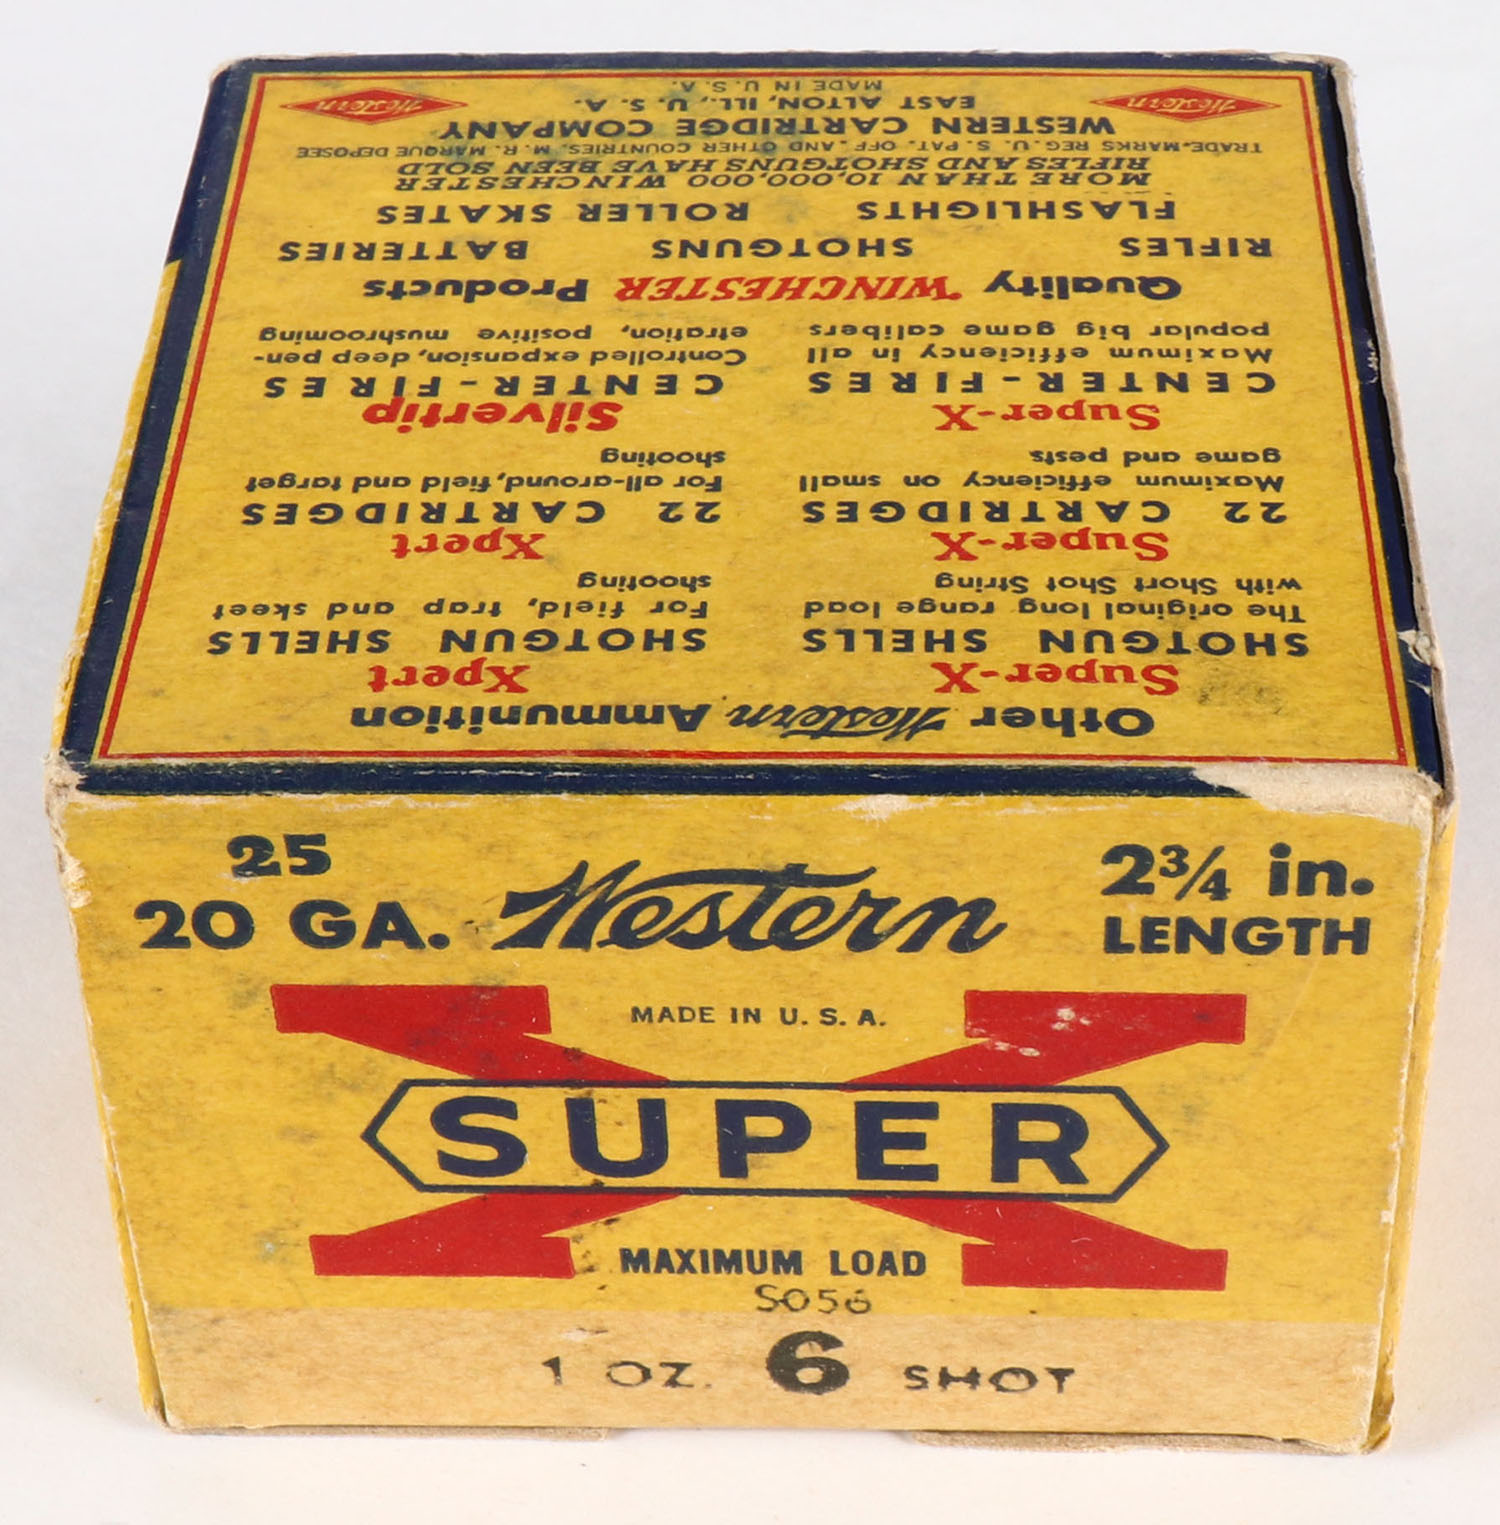 Other Western Ammunition
Super-X
SHOTGUN SHELLS
The original long range load
with Short Shot String
Xpert
SHOTGUN SHELLS
For field, trap and skeet
shooting
Super-X
22 CARTRIDGES
Maximum efficiency on small
game and pests
Xpert
22 CARTRIDGES
For all-around, field and target
shooting
Super-X
CENTER-FIRES
Maximum efficiency in all
popular big game calibers
Silvertip
CENTER-FIRES
Controlled expansion, deep pen-
etration, positive mushrooming
Quality WINCHESTER Products
RIFLES SHOTGUNS BATTERIES
FLASHLIGHTS ROLLER SKATES
MORE THAN 10,000,000 WINCHESTER
RIFLES AND SHOTGUNS HAVE BEEN SOLD
TRADE-MARKS REG. U. S. PAT. OFF. AND OTHER COUNTRIES. M. R. MARQUE DEPOSEE
WESTERN CARTRIDGE COMPANY
EAST ALTON, ILL., U. S. A.
MADE IN U. S. A.
Western
Western
25
20 GA.
Western
2¾ in.
LENGTH
MADE IN U. S. A.
SUPER X
MAXIMUM LOAD
S056
1 OZ. 6 SHOT